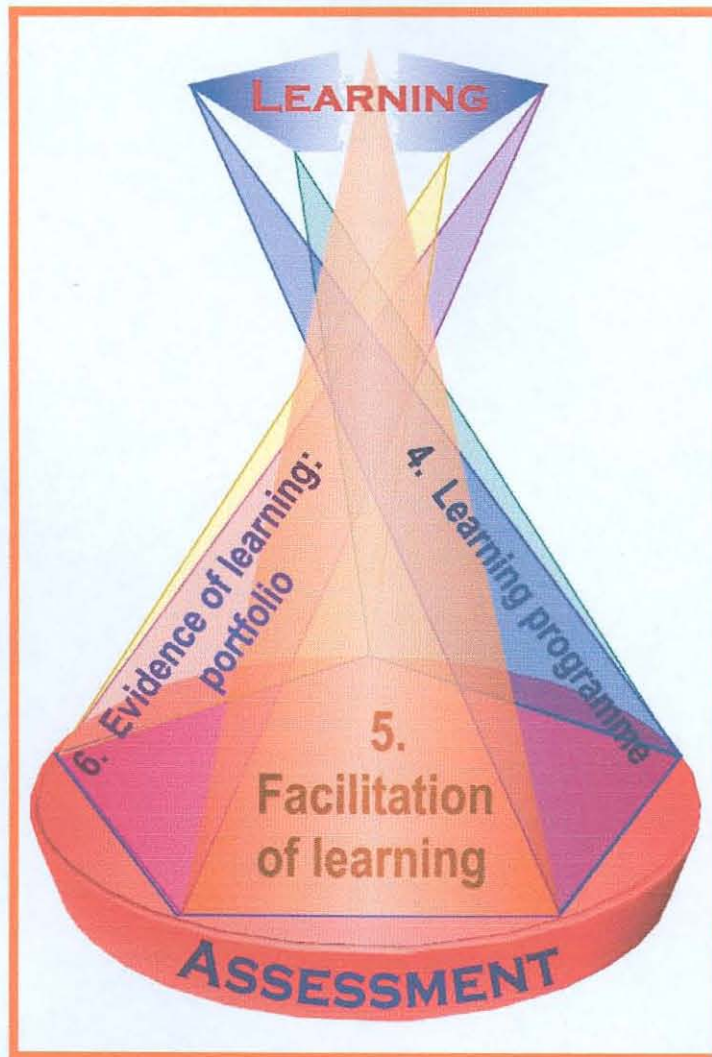 LEARNING
4. Learning programme
6. Evidence of learning:
portfolio
5.
Facilitation
of learning
ASSESSMENT